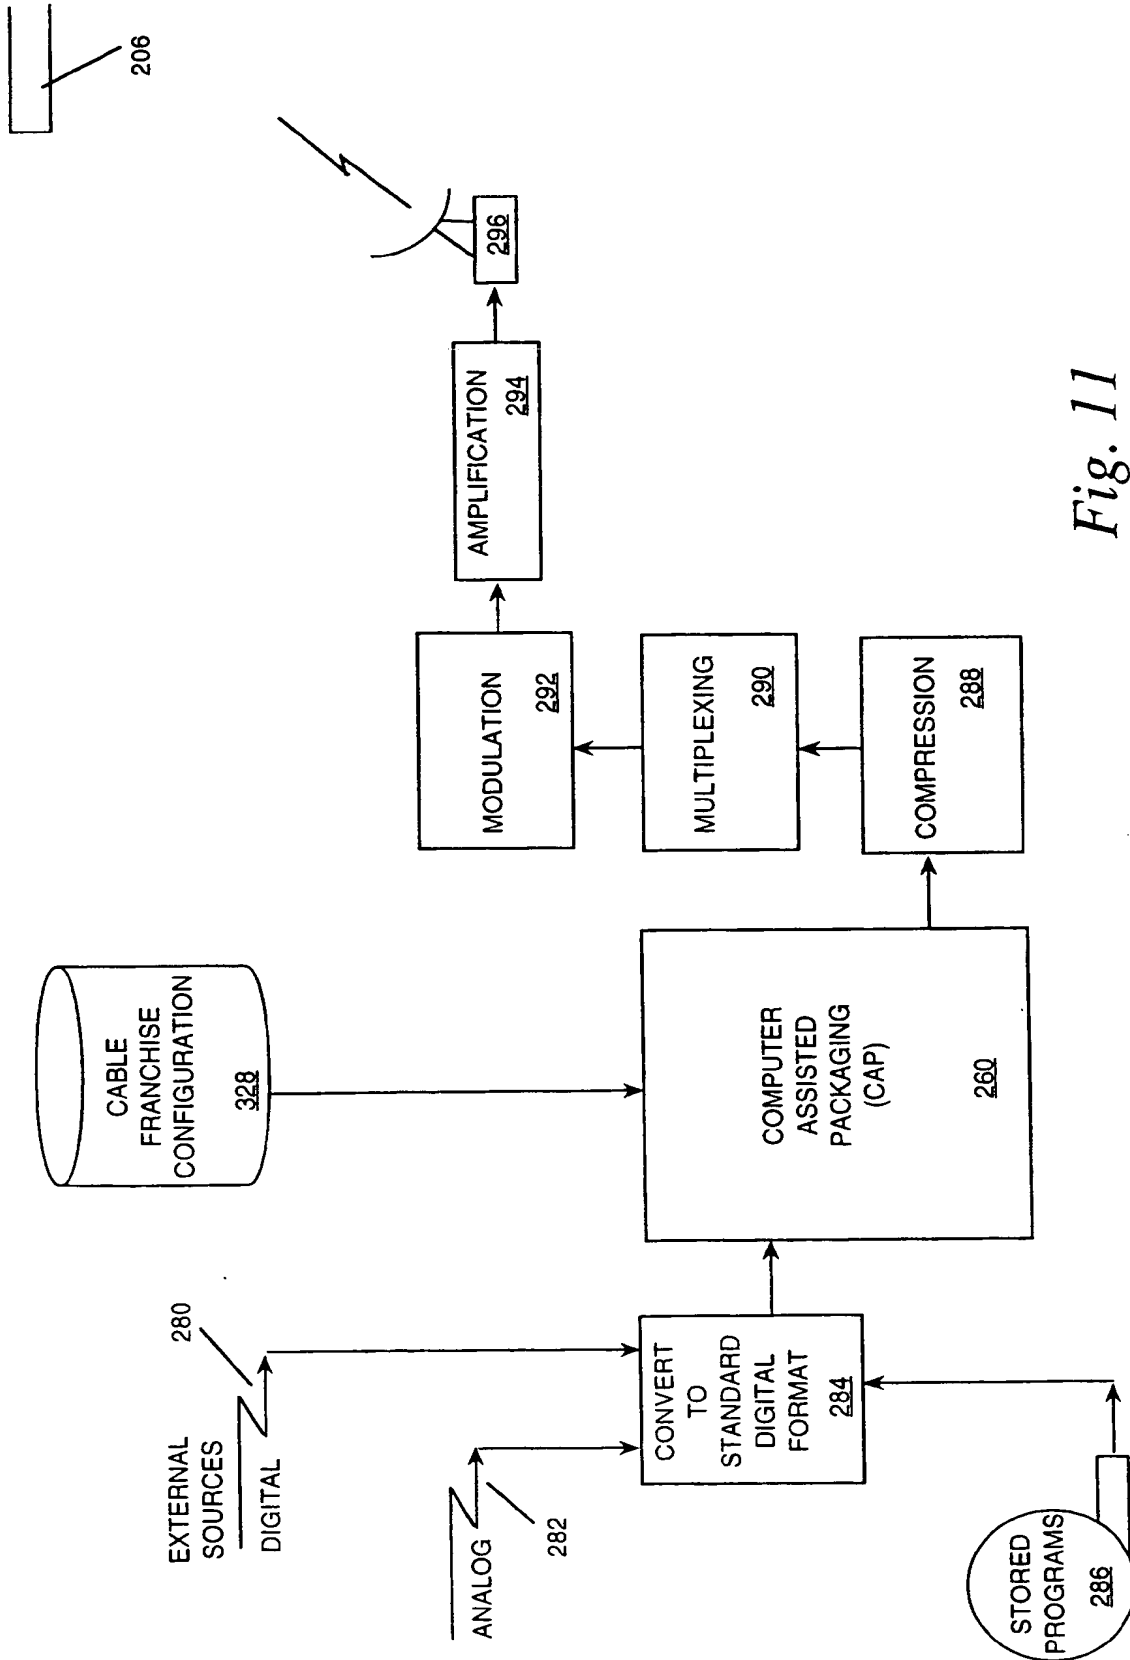 EXTERNAL
SOURCES
DIGITAL
280
ANALOG
282
STORED
PROGRAMS
286
CONVERT
TO
STANDARD
DIGITAL
FORMAT
284
CABLE
FRANCHISE
CONFIGURATION
328
COMPUTER
ASSISTED
PACKAGING
(CAP)
260
COMPRESSION
288
MULTIPLEXING
290
MODULATION
292
AMPLIFICATION
294
296
206
Fig. 11